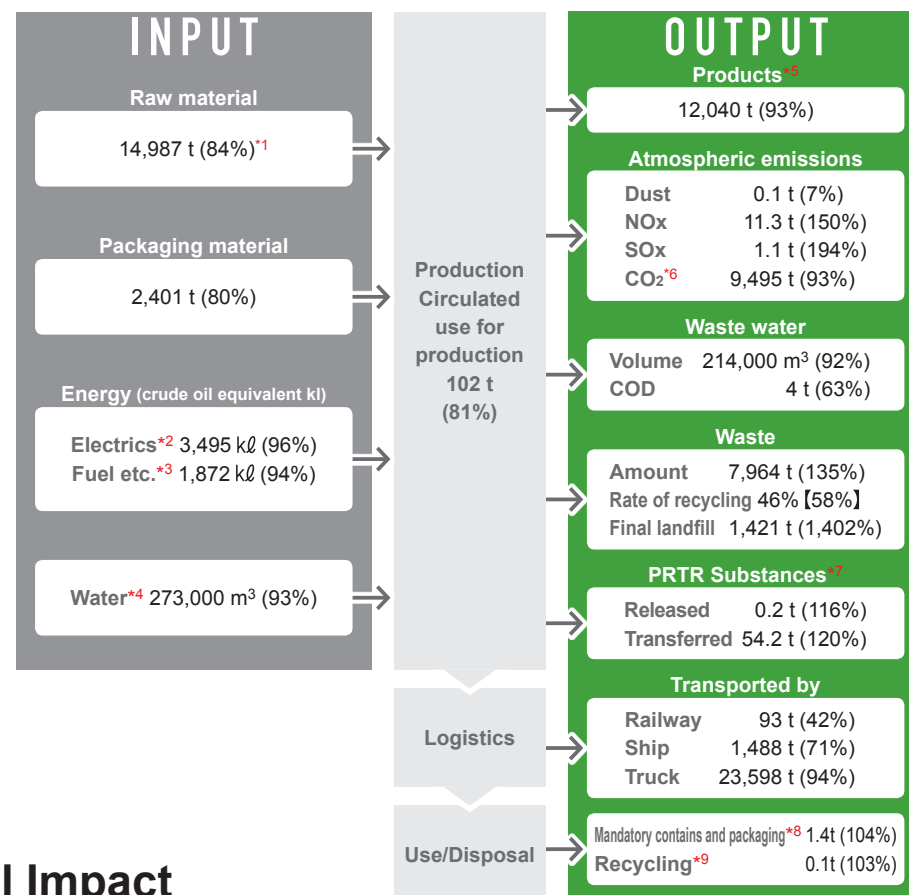 INPUT
Raw material
14,987 t (84%)*1
Packaging material
2,401 t (80%)
Energy (crude oil equivalent kl)
Electrics*2 3,495 kℓ (96%)
Fuel etc.*3 1,872 kℓ (94%)
Water*4 273,000 m³ (93%)
Production
Circulated
use for
production
102 t
(81%)
Logistics
Use/Disposal
OUTPUT
Products*5
12,040 t (93%)
Atmospheric emissions
Dust 0.1 t (7%)
NOx 11.3 t (150%)
SOx 1.1 t (194%)
CO2*6 9,495 t (93%)
Waste water
Volume 214,000 m³ (92%)
COD 4 t (63%)
Waste
Amount 7,964 t (135%)
Rate of recycling 46%【58%】
Final landfill 1,421 t (1,402%)
PRTR Substances*7
Released 0.2 t (116%)
Transferred 54.2 t (120%)
Transported by
Railway 93 t (42%)
Ship 1,488 t (71%)
Truck 23,598 t (94%)
Mandatory contains and packaging*8 1.4t (104%)
Recycling*9 0.1t (103%)
l Impact